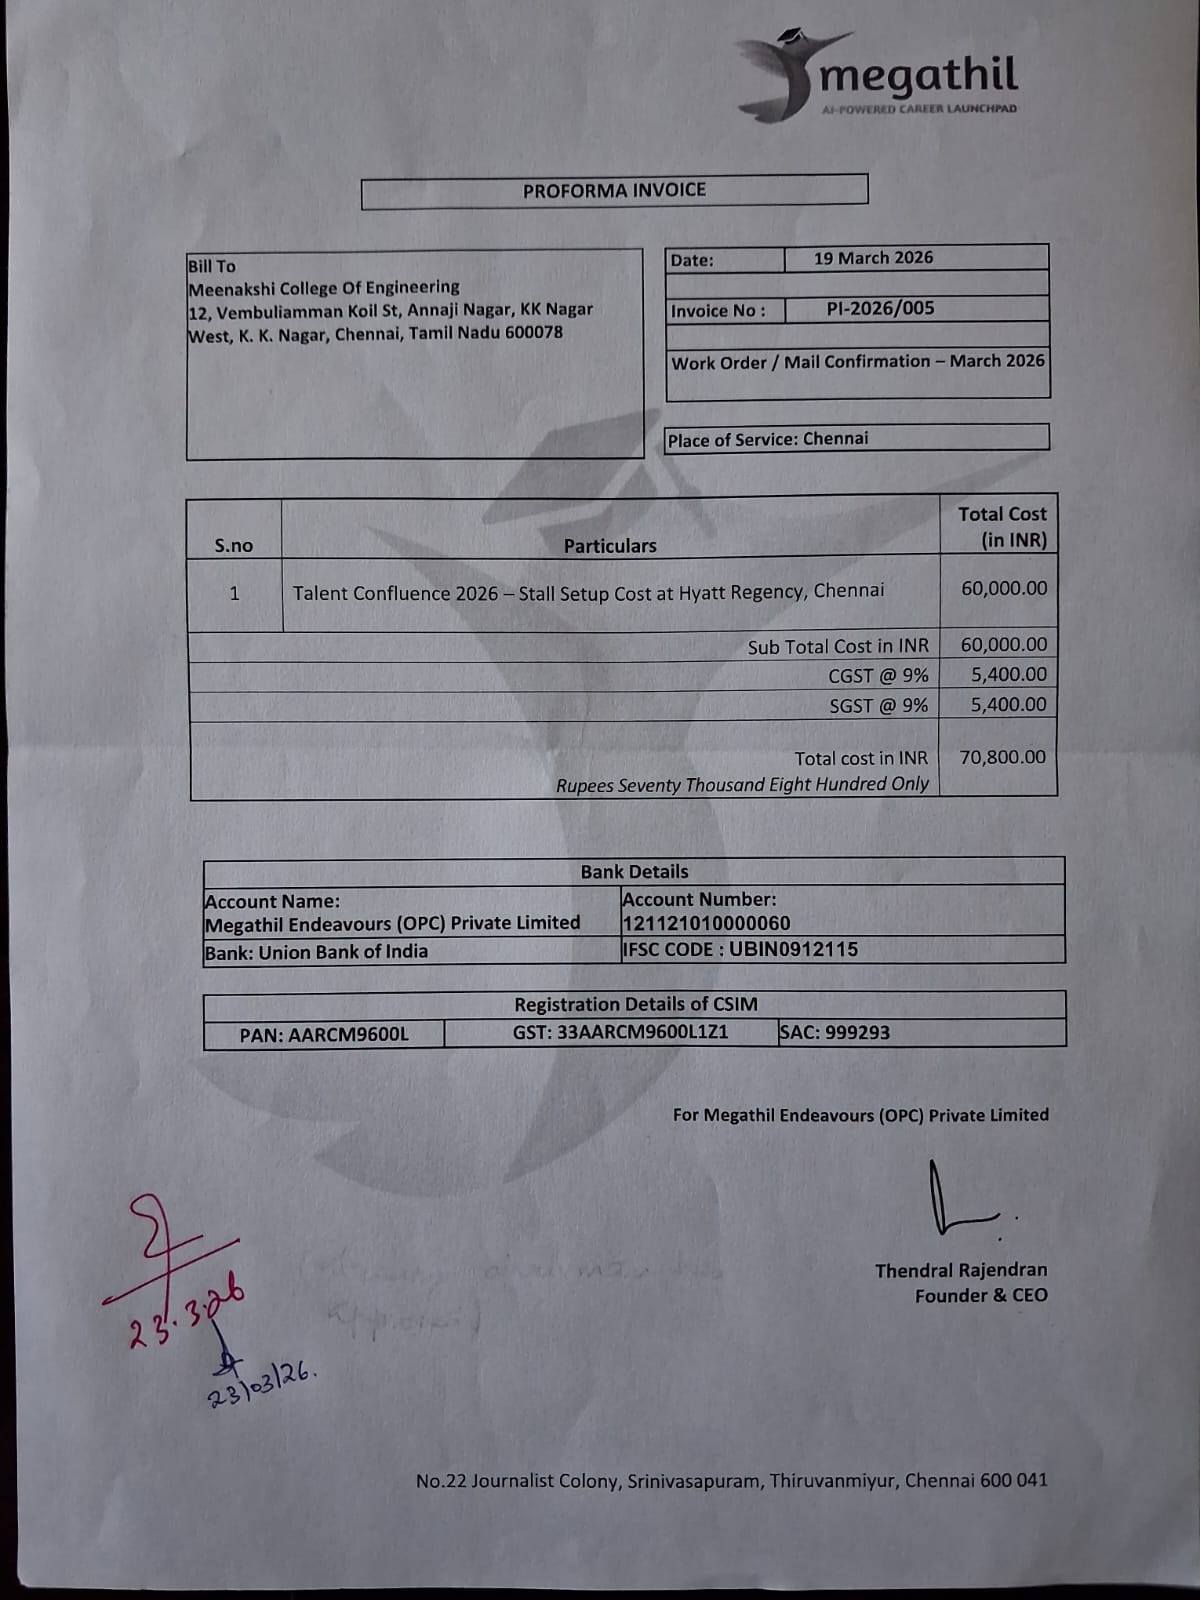 megathil
AI-POWERED CAREER LAUNCHPAD
PROFORMA INVOICE
Bill To
Meenakshi College Of Engineering
12, Vembuliamman Koil St, Annaji Nagar, KK Nagar
West, K. K. Nagar, Chennai, Tamil Nadu 600078
Date: 19 March 2026
Invoice No : PI-2026/005
Work Order / Mail Confirmation – March 2026
Place of Service: Chennai
S.no Particulars Total Cost
(in INR)
1 Talent Confluence 2026 – Stall Setup Cost at Hyatt Regency, Chennai 60,000.00
Sub Total Cost in INR 60,000.00
CGST @ 9% 5,400.00
SGST @ 9% 5,400.00
Total cost in INR 70,800.00
Rupees Seventy Thousand Eight Hundred Only
Bank Details
Account Name: Account Number:
Megathil Endeavours (OPC) Private Limited 121121010000060
Bank: Union Bank of India IFSC CODE : UBIN0912115
Registration Details of CSIM
PAN: AARCM9600L GST: 33AARCM9600L1Z1 SAC: 999293
For Megathil Endeavours (OPC) Private Limited
Thendral Rajendran
Founder & CEO
23.3.26
23/03/26.
No.22 Journalist Colony, Srinivasapuram, Thiruvanmiyur, Chennai 600 041